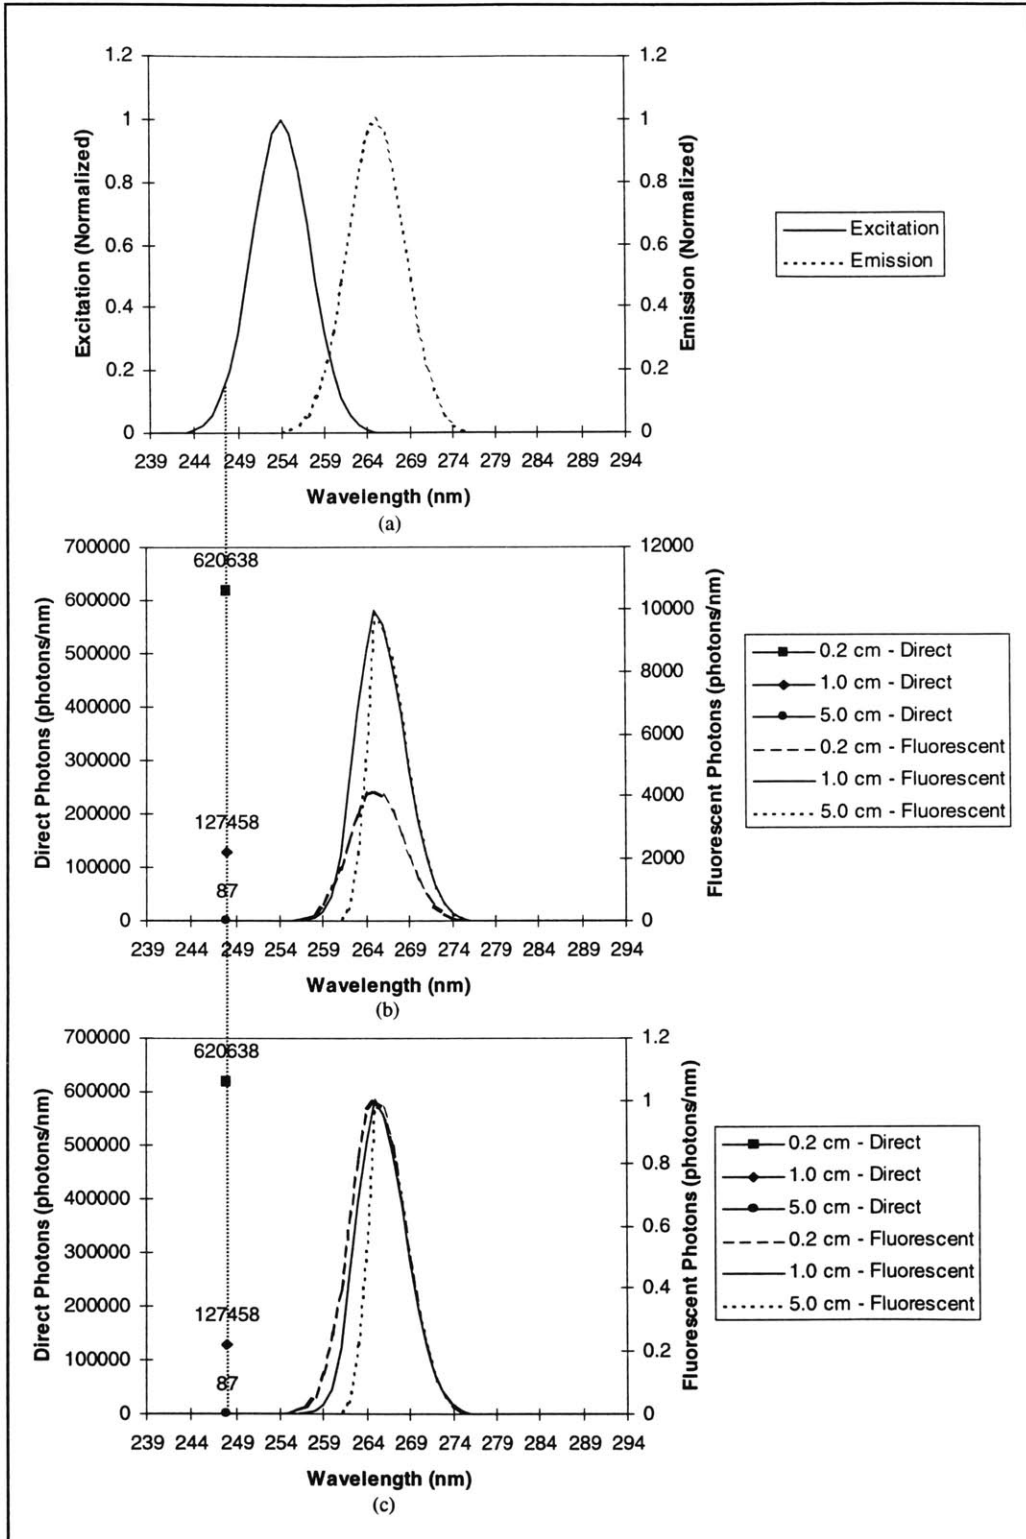 1.2
1
0.8
0.6
0.4
0.2
0
Excitation (Normalized)
1.2
1
0.8
0.6
0.4
0.2
0
Emission (Normalized)
239 244 249 254 259 264 269 274 279 284 289 294
Wavelength (nm)
(a)
Excitation
Emission
700000
600000
500000
400000
300000
200000
100000
0
Direct Photons (photons/nm)
620638
127458
87
12000
10000
8000
6000
4000
2000
0
Fluorescent Photons (photons/nm)
239 244 249 254 259 264 269 274 279 284 289 294
Wavelength (nm)
(b)
0.2 cm - Direct
1.0 cm - Direct
5.0 cm - Direct
0.2 cm - Fluorescent
1.0 cm - Fluorescent
5.0 cm - Fluorescent
700000
600000
500000
400000
300000
200000
100000
0
Direct Photons (photons/nm)
620638
127458
87
1.2
1
0.8
0.6
0.4
0.2
0
Fluorescent Photons (photons/nm)
239 244 249 254 259 264 269 274 279 284 289 294
Wavelength (nm)
(c)
0.2 cm - Direct
1.0 cm - Direct
5.0 cm - Direct
0.2 cm - Fluorescent
1.0 cm - Fluorescent
5.0 cm - Fluorescent